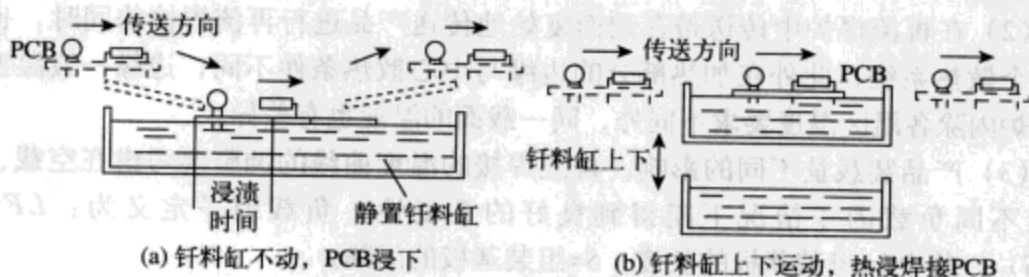 传送方向
PCB
浸渍
时间
静置钎料缸
(a) 钎料缸不动，PCB浸下
传送方向
PCB
钎料缸上下
(b) 钎料缸上下运动，热浸焊接PCB